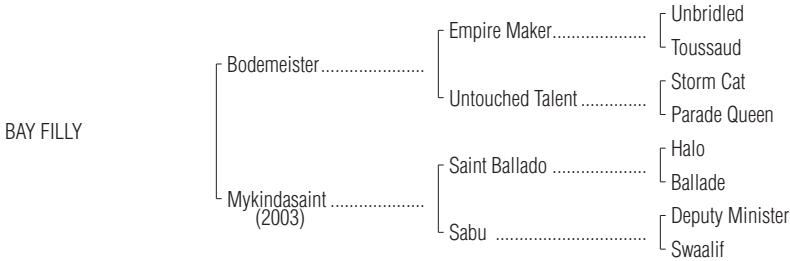 Unbridled
Empire Maker....................
Toussaud
Bodemeister......................
Storm Cat
Untouched Talent ..............
Parade Queen
BAY FILLY
Halo
Saint Ballado ....................
Ballade
Mykindasaint ....................
(2003)
Deputy Minister
Sabu ................................
Swaalif